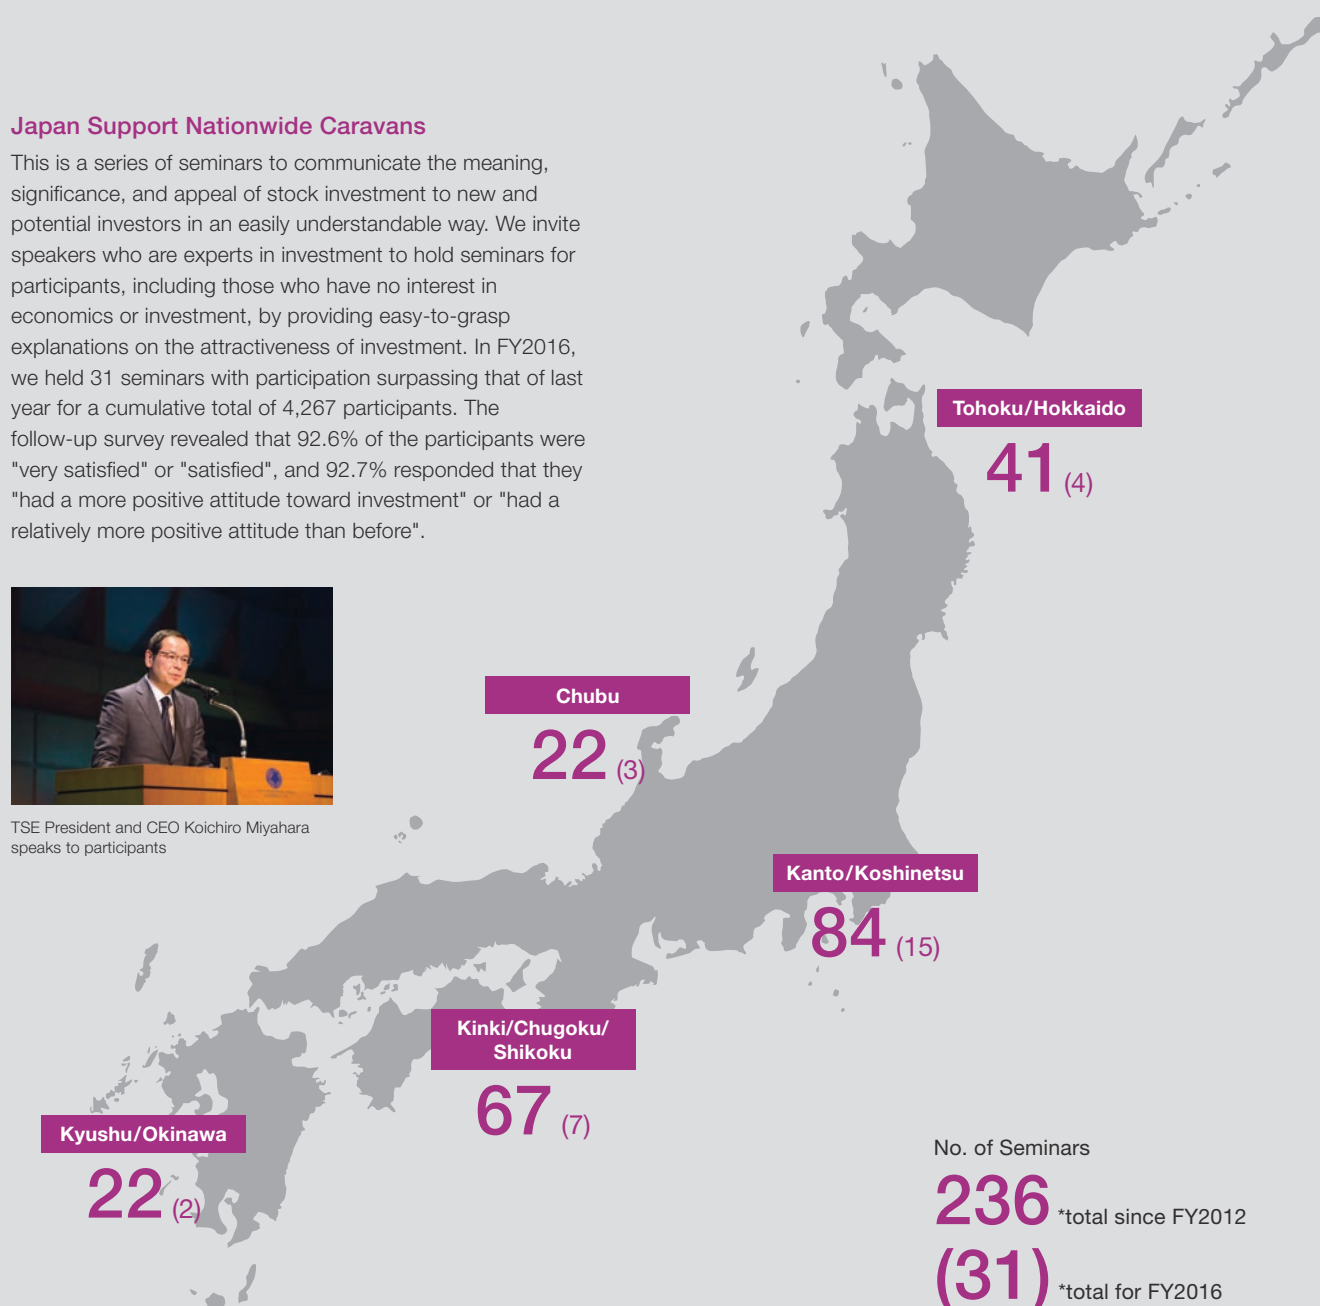 Japan Support Nationwide Caravans
This is a series of seminars to communicate the meaning,
significance, and appeal of stock investment to new and
potential investors in an easily understandable way. We invite
speakers who are experts in investment to hold seminars for
participants, including those who have no interest in
economics or investment, by providing easy-to-grasp
explanations on the attractiveness of investment. In FY2016,
we held 31 seminars with participation surpassing that of last
year for a cumulative total of 4,267 participants. The
follow-up survey revealed that 92.6% of the participants were
"very satisfied" or "satisfied", and 92.7% responded that they
"had a more positive attitude toward investment" or "had a
relatively more positive attitude than before".
TSE President and CEO Koichiro Miyahara
speaks to participants
Tohoku/Hokkaido
41 (4)
Chubu
22 (3)
Kanto/Koshinetsu
84 (15)
Kinki/Chugoku/
Shikoku
67 (7)
Kyushu/Okinawa
22 (2)
No. of Seminars
236 *total since FY2012
(31) *total for FY2016